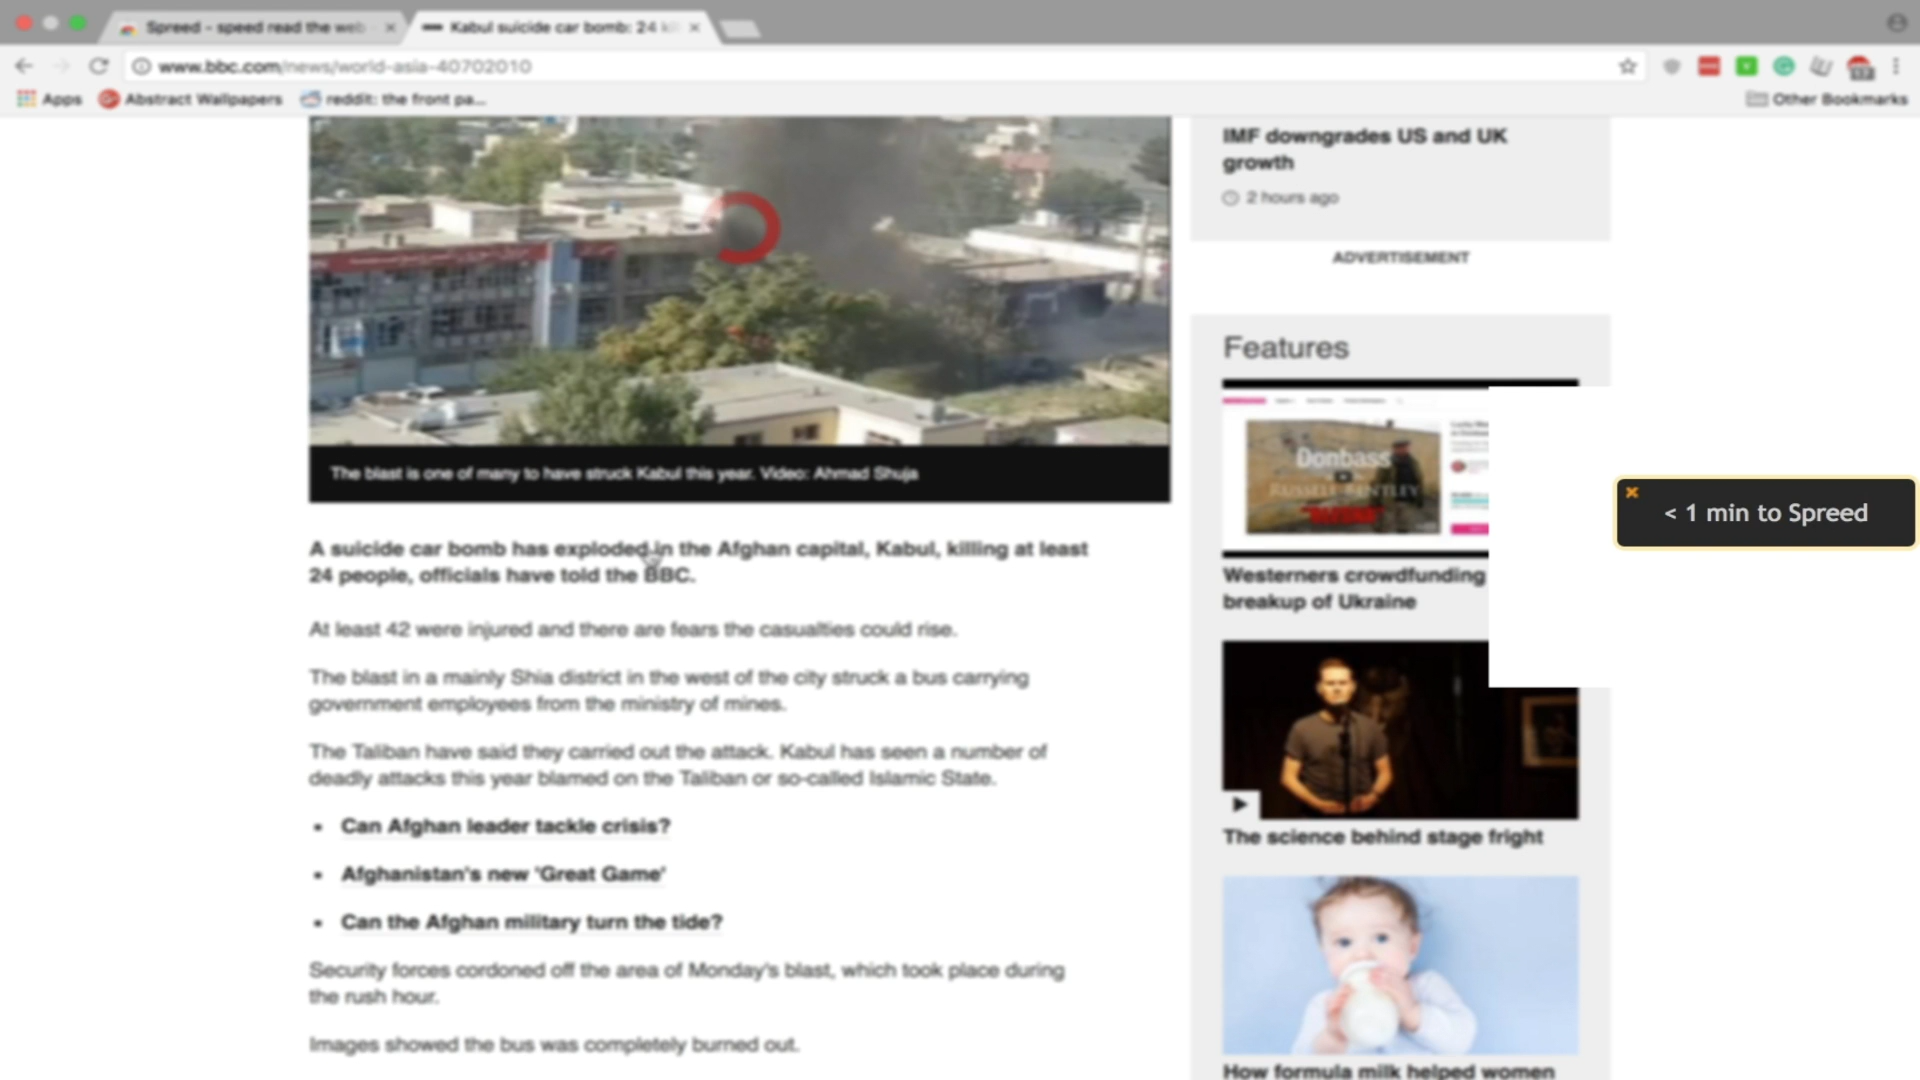 Spreed - speed read the web
Kabul suicide car bomb: 24 kil
www.bbc.com/news/world-asia-40702010
Apps
Abstract Wallpapers
reddit: the front pa...
Other Bookmarks
The blast is one of many to have struck Kabul this year. Video: Ahmad Shuja
A suicide car bomb has exploded in the Afghan capital, Kabul, killing at least
24 people, officials have told the BBC.
At least 42 were injured and there are fears the casualties could rise.
The blast in a mainly Shia district in the west of the city struck a bus carrying
government employees from the ministry of mines.
The Taliban have said they carried out the attack. Kabul has seen a number of
deadly attacks this year blamed on the Taliban or so-called Islamic State.
• Can Afghan leader tackle crisis?
• Afghanistan's new 'Great Game'
• Can the Afghan military turn the tide?
Security forces cordoned off the area of Monday's blast, which took place during
the rush hour.
Images showed the bus was completely burned out.
IMF downgrades US and UK
growth
2 hours ago
ADVERTISEMENT
Features
Donbass
RUSSELL BENTLEY
Westerners crowdfunding
breakup of Ukraine
The science behind stage fright
How formula milk helped women
× < 1 min to Spreed